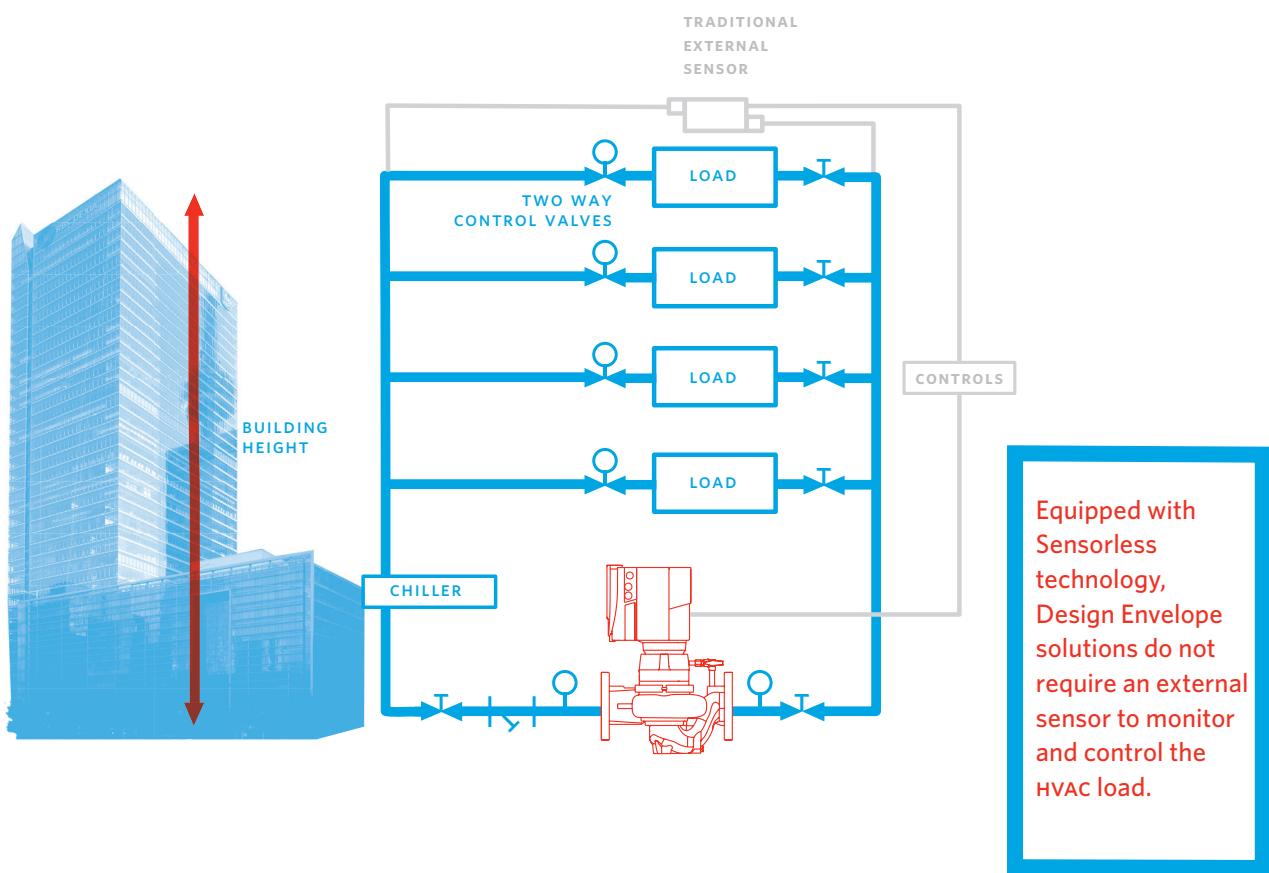 TRADITIONAL
EXTERNAL
SENSOR
LOAD
TWO WAY
CONTROL VALVES
LOAD
LOAD
CONTROLS
BUILDING
HEIGHT
LOAD
CHILLER
Equipped with
Sensorless
technology,
Design Envelope
solutions do not
require an external
sensor to monitor
and control the
HVAC load.